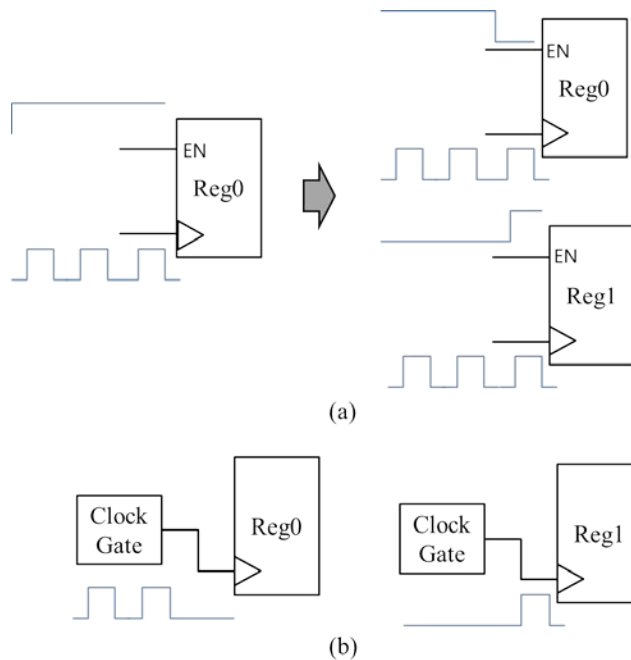 EN
Reg0
EN
Reg0
EN
Reg1
(a)
Clock
Gate
Reg0
Clock
Gate
Reg1
(b)